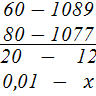 60 – 1089
80 – 1077
20 – 12
0,01 – x